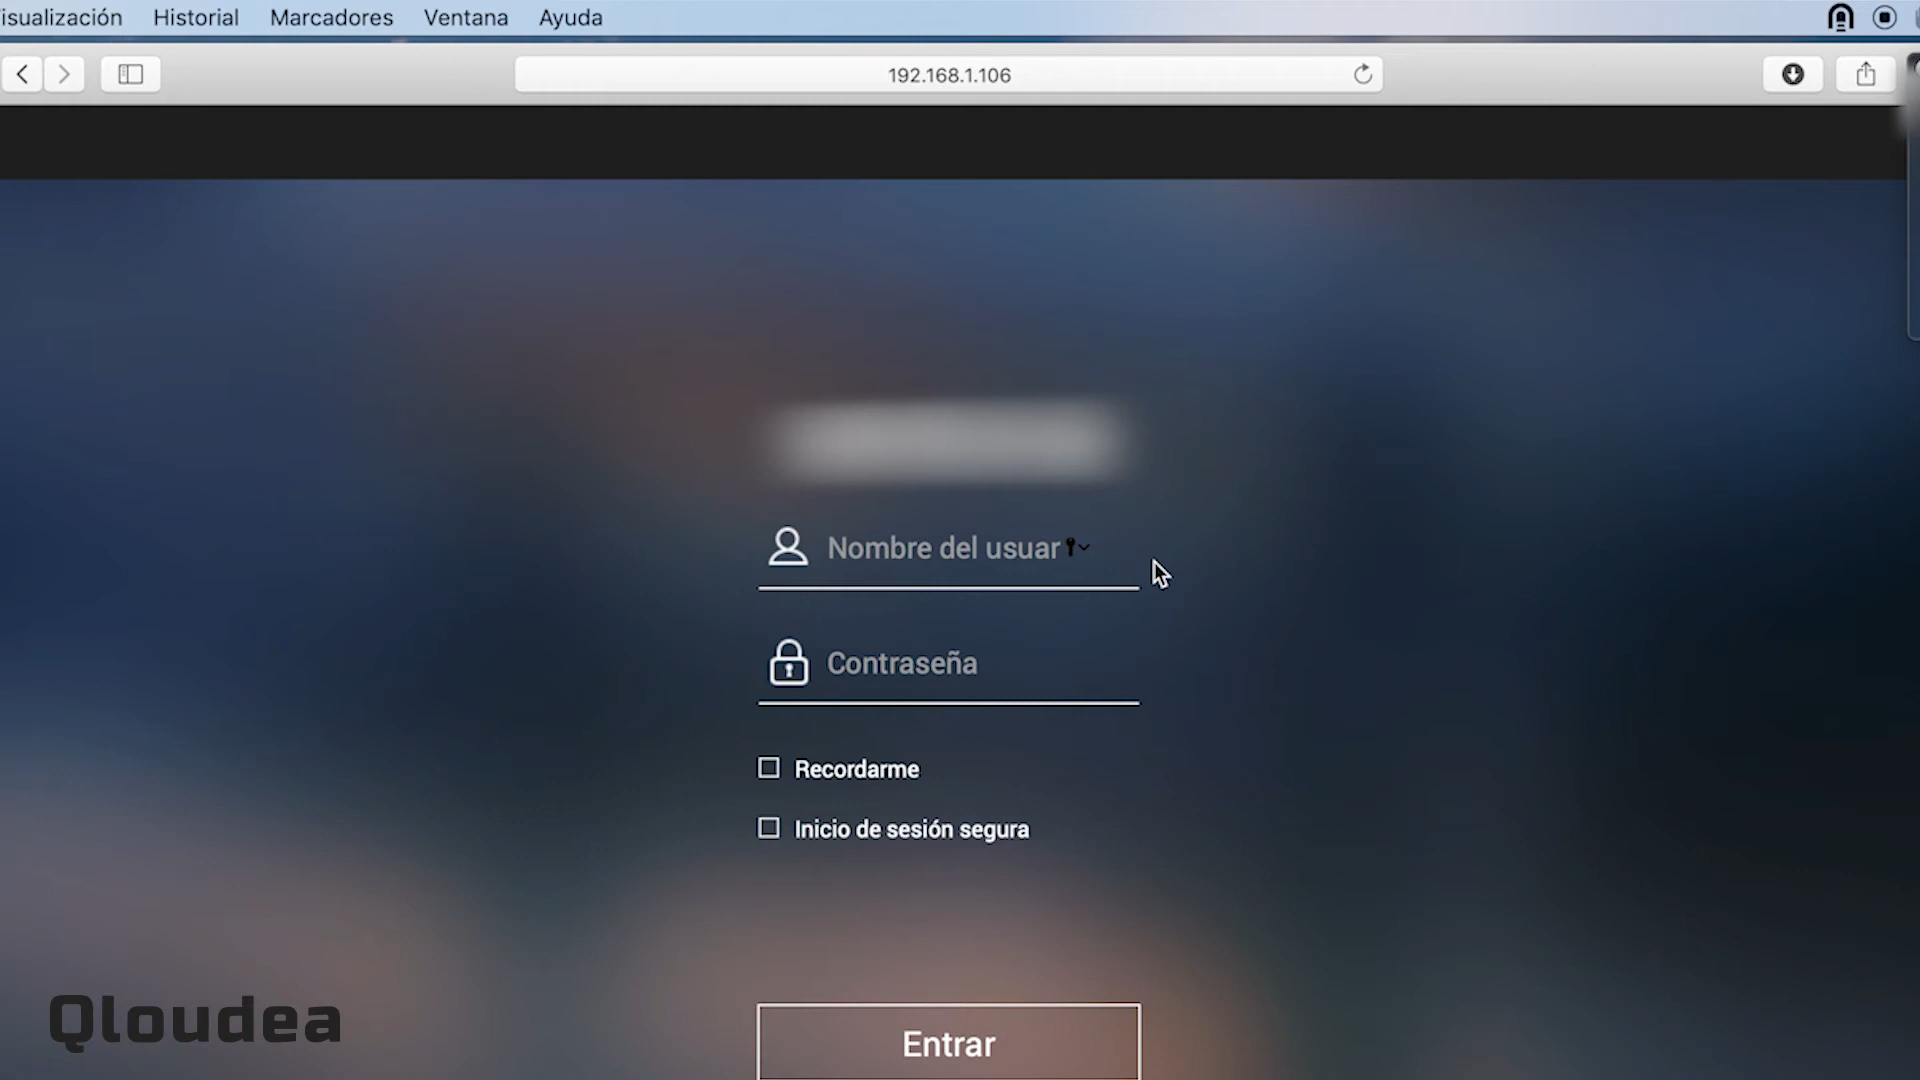 isualización Historial Marcadores Ventana Ayuda
192.168.1.106
Nombre del usuar
Contraseña
Recordarme
Inicio de sesión segura
Entrar
Qloudea